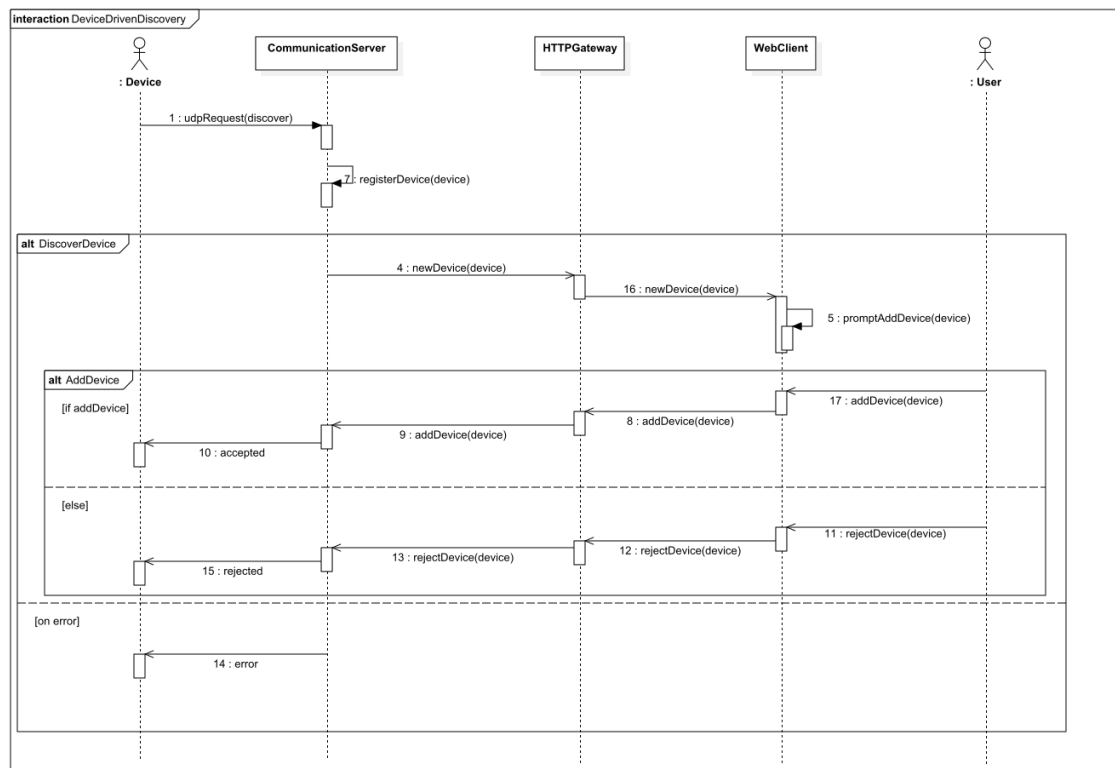 interaction DeviceDrivenDiscovery
CommunicationServer
HTTPGateway
WebClient
: Device
: User
1 : udpRequest(discover)
7 : registerDevice(device)
alt DiscoverDevice
4 : newDevice(device)
16 : newDevice(device)
5 : promptAddDevice(device)
alt AddDevice
[if addDevice]
17 : addDevice(device)
8 : addDevice(device)
9 : addDevice(device)
10 : accepted
[else]
11 : rejectDevice(device)
12 : rejectDevice(device)
13 : rejectDevice(device)
15 : rejected
[on error]
14 : error